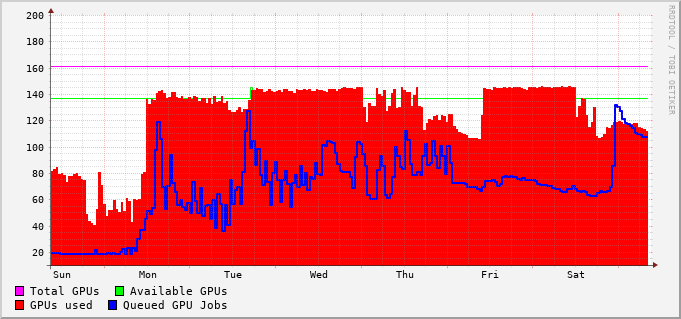 200
180
160
140
120
100
80
60
40
20
Sun Mon Tue Wed Thu Fri Sat
Total GPUs Available GPUs
GPUs used Queued GPU Jobs
RRDTOOL / TOBI OETIKER